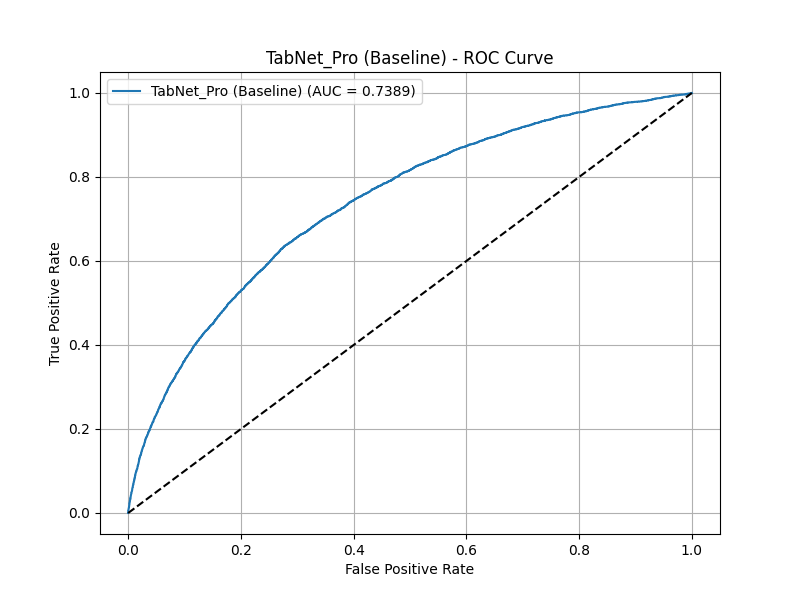 TabNet_Pro (Baseline) - ROC Curve
TabNet_Pro (Baseline) (AUC = 0.7389)
True Positive Rate
1.0
0.8
0.6
0.4
0.2
0.0
0.0 0.2 0.4 0.6 0.8 1.0
False Positive Rate